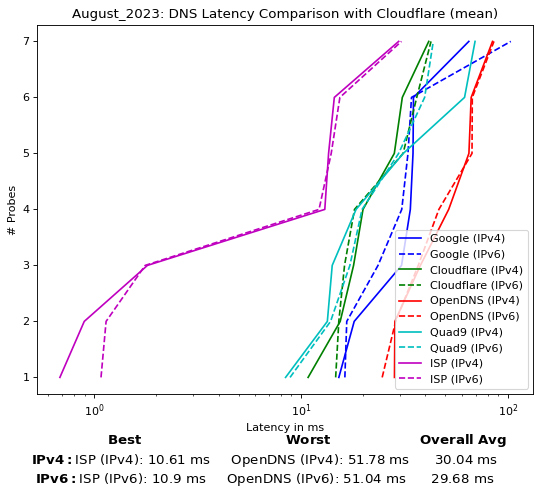 August_2023: DNS Latency Comparison with Cloudflare (mean)
# Probes
7
6
5
4
3
2
1
Google (IPv4)
Google (IPv6)
Cloudflare (IPv4)
Cloudflare (IPv6)
OpenDNS (IPv4)
OpenDNS (IPv6)
Quad9 (IPv4)
Quad9 (IPv6)
ISP (IPv4)
ISP (IPv6)
10⁰ 10¹ 10²
Latency in ms
Best Worst Overall Avg
IPv4: ISP (IPv4): 10.61 ms OpenDNS (IPv4): 51.78 ms 30.04 ms
IPv6: ISP (IPv6): 10.9 ms OpenDNS (IPv6): 51.04 ms 29.68 ms